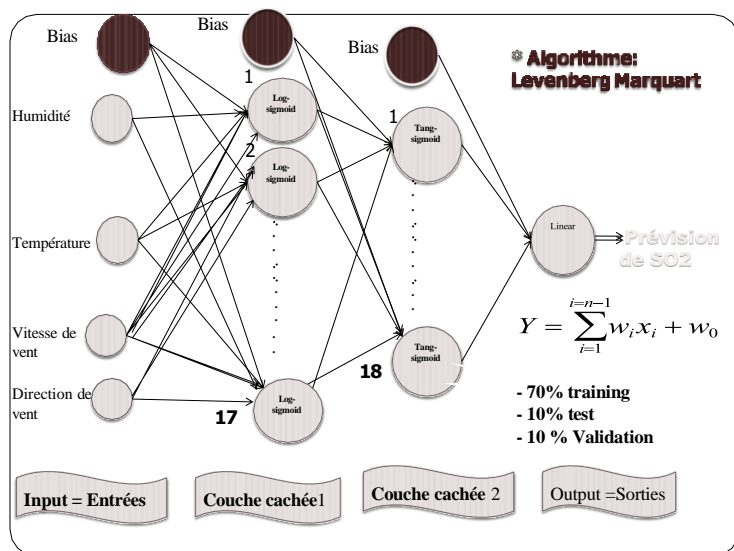 Bias
Bias
Bias
* Algorithme:
Levenberg Marquart
1
Log-
sigmoid
Humidité
1
Tang-
sigmoid
2
Log-
sigmoid
Température
Linear
Prévision
de SO2
Vitesse de
vent
Y = \sum_{i=1}^{i=n-1} w_i x_i + w_0
18
Tang-
sigmoid
Direction de
vent
17
Log-
sigmoid
- 70% training
- 10% test
- 10 % Validation
Input = Entrées
Couche cachée1
Couche cachée 2
Output =Sorties